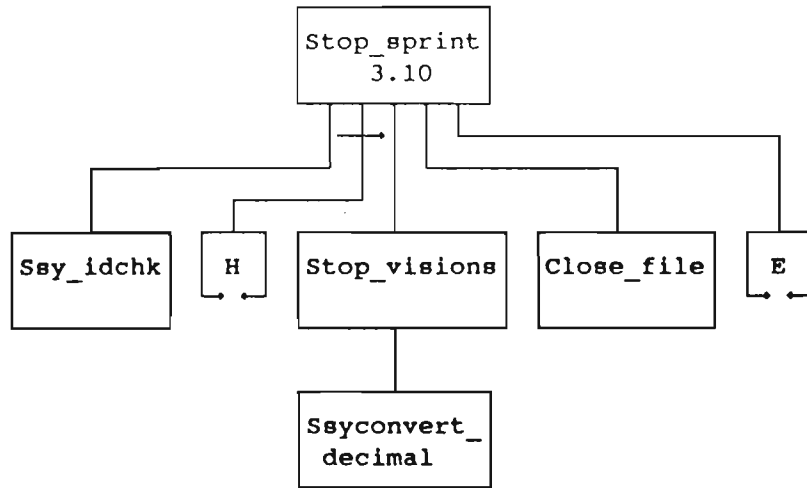 Stop_sprint
3.10
Ssy_idchk
H
Stop_visions
Close_file
E
Ssyconvert_
decimal